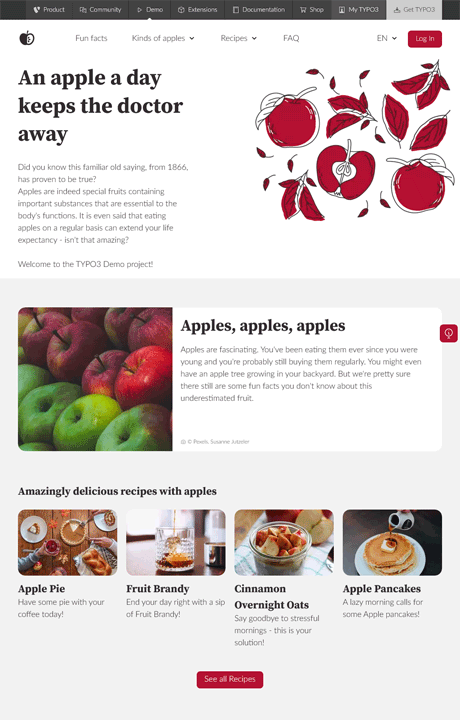 Product Community Demo Extensions Documentation Shop My TYPO3 Get TYPO3
Fun facts Kinds of apples Recipes FAQ EN Log In
An apple a day
keeps the doctor
away
Did you know this familiar old saying, from 1866,
has proven to be true?
Apples are indeed special fruits containing
important substances that are essential to the
body's functions. It is even said that eating
apples on a regular basis can extend your life
expectancy - isn't that amazing?
Welcome to the TYPO3 Demo project!
Apples, apples, apples
Apples are fascinating. You've been eating them ever since you were
young and you're probably still buying them regularly. You might even
have an apple tree growing in your backyard. But we're pretty sure
there still are some fun facts you don't know about this
underestimated fruit.
© Pexels, Susanne Jutzeler
Amazingly delicious recipes with apples
Apple Pie
Have some pie with your
coffee today!
Fruit Brandy
End your day right with a sip
of Fruit Brandy!
Cinnamon
Overnight Oats
Say goodbye to stressful
mornings - this is your
solution!
Apple Pancakes
A lazy morning calls for
some Apple pancakes!
See all Recipes